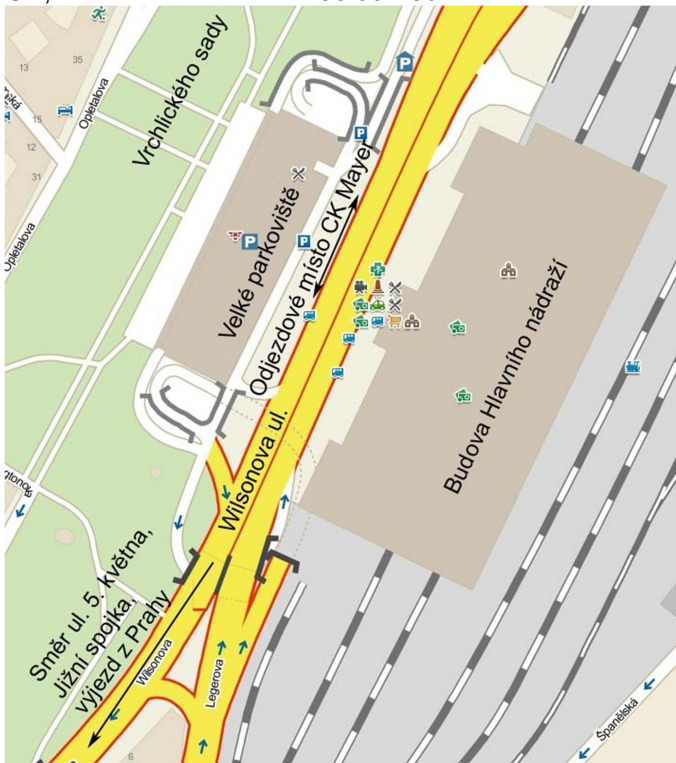 Vrchlického sady
Opletalova
Opletalova
13
35
15
12
31
P
P
P
P
Velké parkoviště
Odjezdové místo CK Mayer
Wilsonova ul.
Budova Hlavního nádraží
Směr ul. 5. května,
jižní spojka,
výjezd z Prahy
Wilsonova
Legerova
Španělská
6